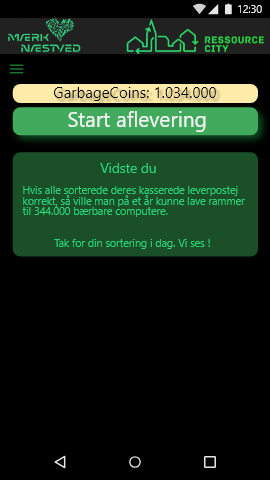 12:30
MÆRK
NÆSTVED
RESSOURCE
CITY
GarbageCoins: 1.034.000
Start aflevering
Vidste du
Hvis alle sorterede deres kasserede leverpostej
korrekt, så ville man på et år kunne lave rammer
til 344.000 bærbare computere.
Tak for din sortering i dag. Vi ses !